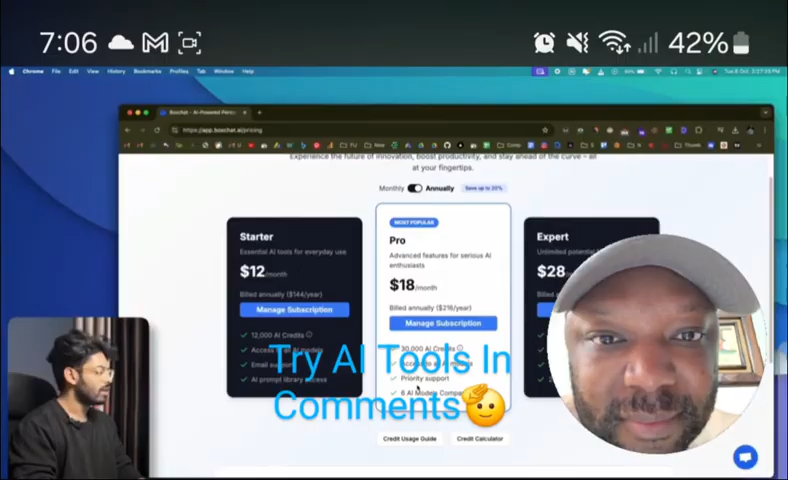 7:06
42%
Chrome File Edit View History Bookmarks Profiles Tab Window Help
https://app.boxchat.ai/pricing
Experience the future of innovation, boost productivity, and stay ahead of the curve – all
at your fingertips.
Monthly Annually Save up to 20%
Starter
Essential AI tools for everyday use
$12/month
Billed annually ($144/year)
Manage Subscription
12,000 AI Credits
Email
AI prompt library access
MOST POPULAR
Pro
Advanced features for serious AI
enthusiasts
$18/month
Billed annually ($216/year)
Manage Subscription
30,000 AI Credits
Priority support
6 AI Models
Expert
Unlimited
$28
Billed
Try AI Tools In
Comments🫡
Credit Usage Guide Credit Calculator